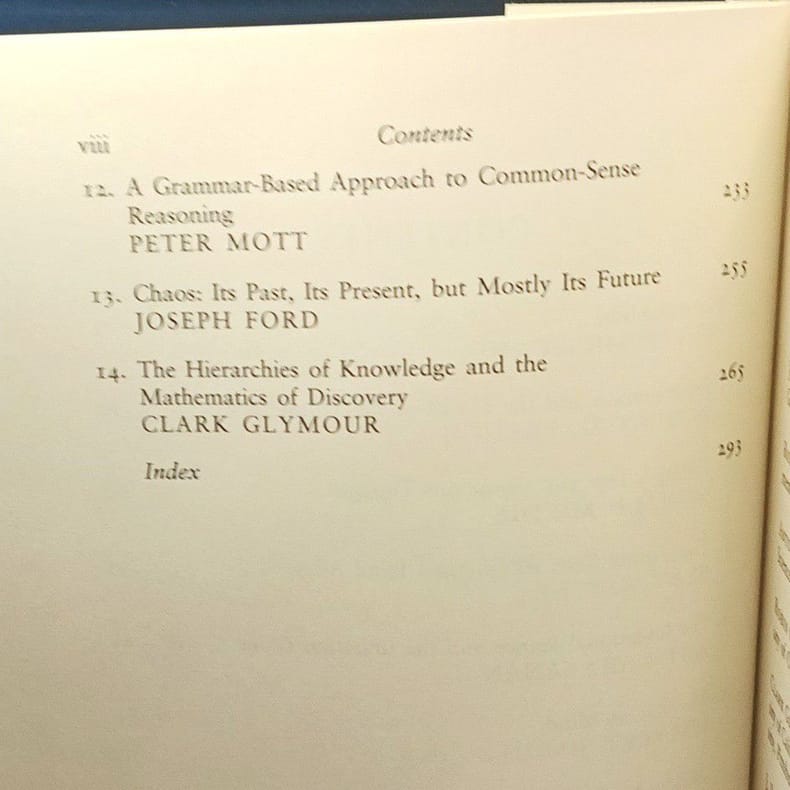 viii Contents
12. A Grammar-Based Approach to Common-Sense
Reasoning 233
PETER MOTT
13. Chaos: Its Past, Its Present, but Mostly Its Future 255
JOSEPH FORD
14. The Hierarchies of Knowledge and the
Mathematics of Discovery 265
CLARK GLYMOUR
Index 293